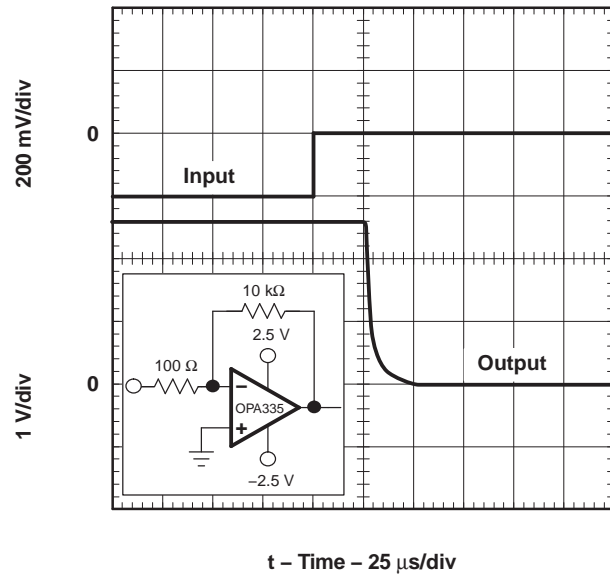 200 mV/div
0
Input
10 kΩ
2.5 V
100 Ω
−
OPA335
+
−2.5 V
Output
0
1 V/div
t – Time – 25 μs/div